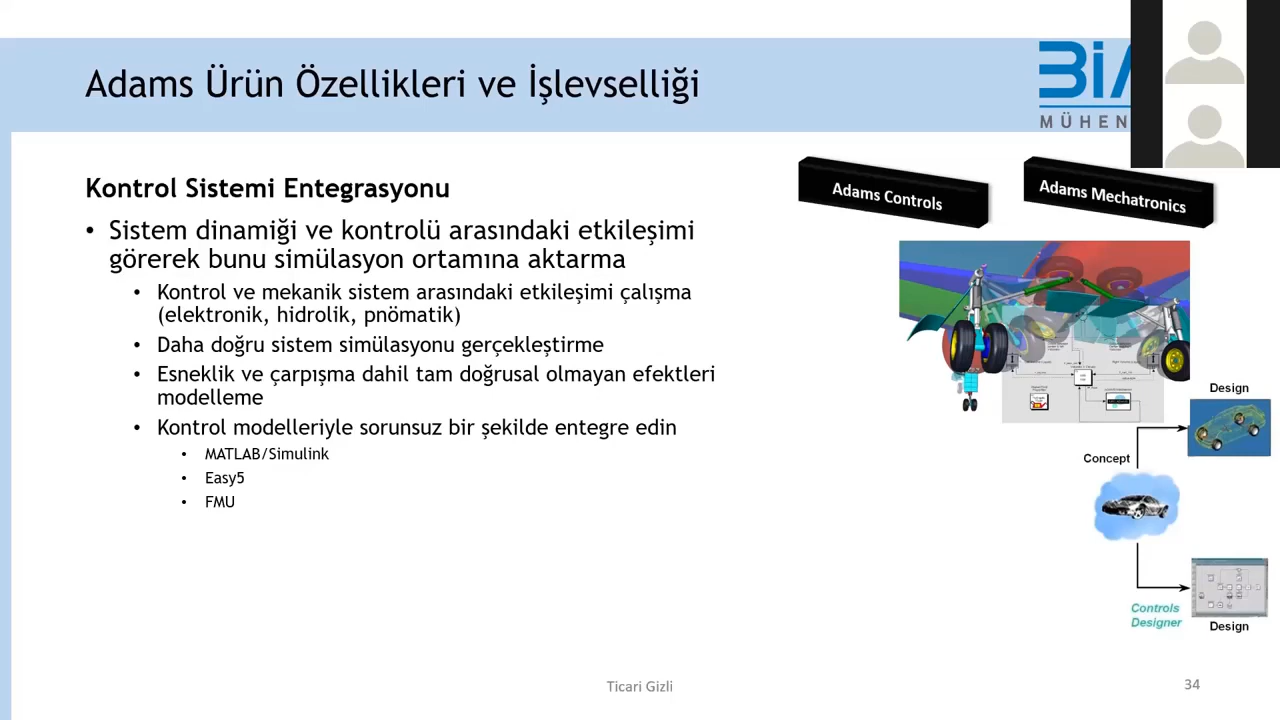 Adams Ürün Özellikleri ve İşlevselliği
MÜHEN
Adams Controls
Adams Mechatronics
Kontrol Sistemi Entegrasyonu
• Sistem dinamiği ve kontrolü arasındaki etkileşimi
görerek bunu simülasyon ortamına aktarma
• Kontrol ve mekanik sistem arasındaki etkileşimi çalışma
(elektronik, hidrolik, pnömatik)
• Daha doğru sistem simülasyonu gerçekleştirme
• Esneklik ve çarpışma dahil tam doğrusal olmayan efektleri
modelleme
• Kontrol modelleriyle sorunsuz bir şekilde entegre edin
• MATLAB/Simulink
• Easy5
• FMU
Design
Concept
Controls
Designer
Design
Ticari Gizli
34